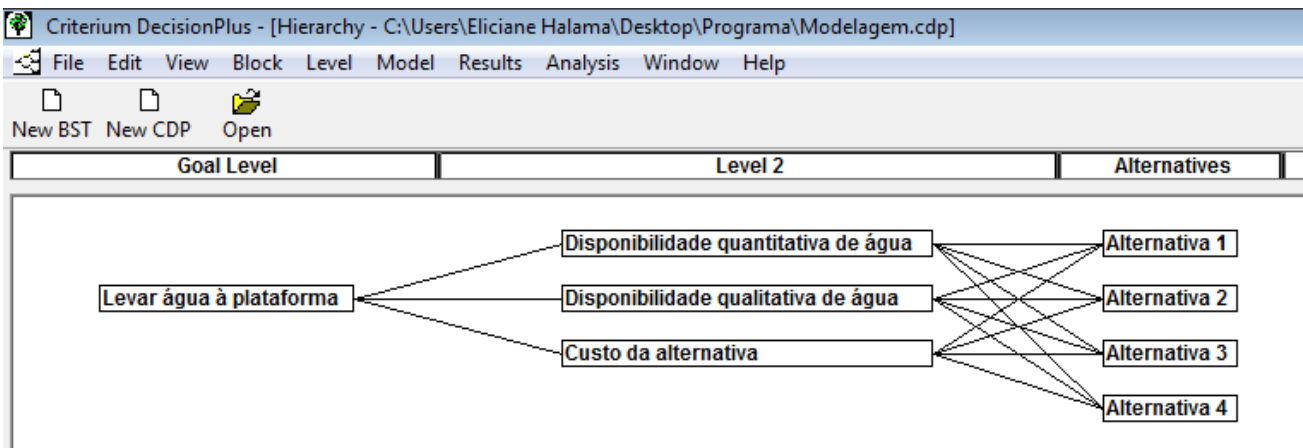 Criterium DecisionPlus - [Hierarchy - C:\Users\Eliciane Halama\Desktop\Programa\Modelagem.cdp]
File Edit View Block Level Model Results Analysis Window Help
New BST New CDP Open
Goal Level Level 2 Alternatives
Disponibilidade quantitativa de água Alternativa 1
Levar água à plataforma Disponibilidade qualitativa de água Alternativa 2
Custo da alternativa Alternativa 3
Alternativa 4